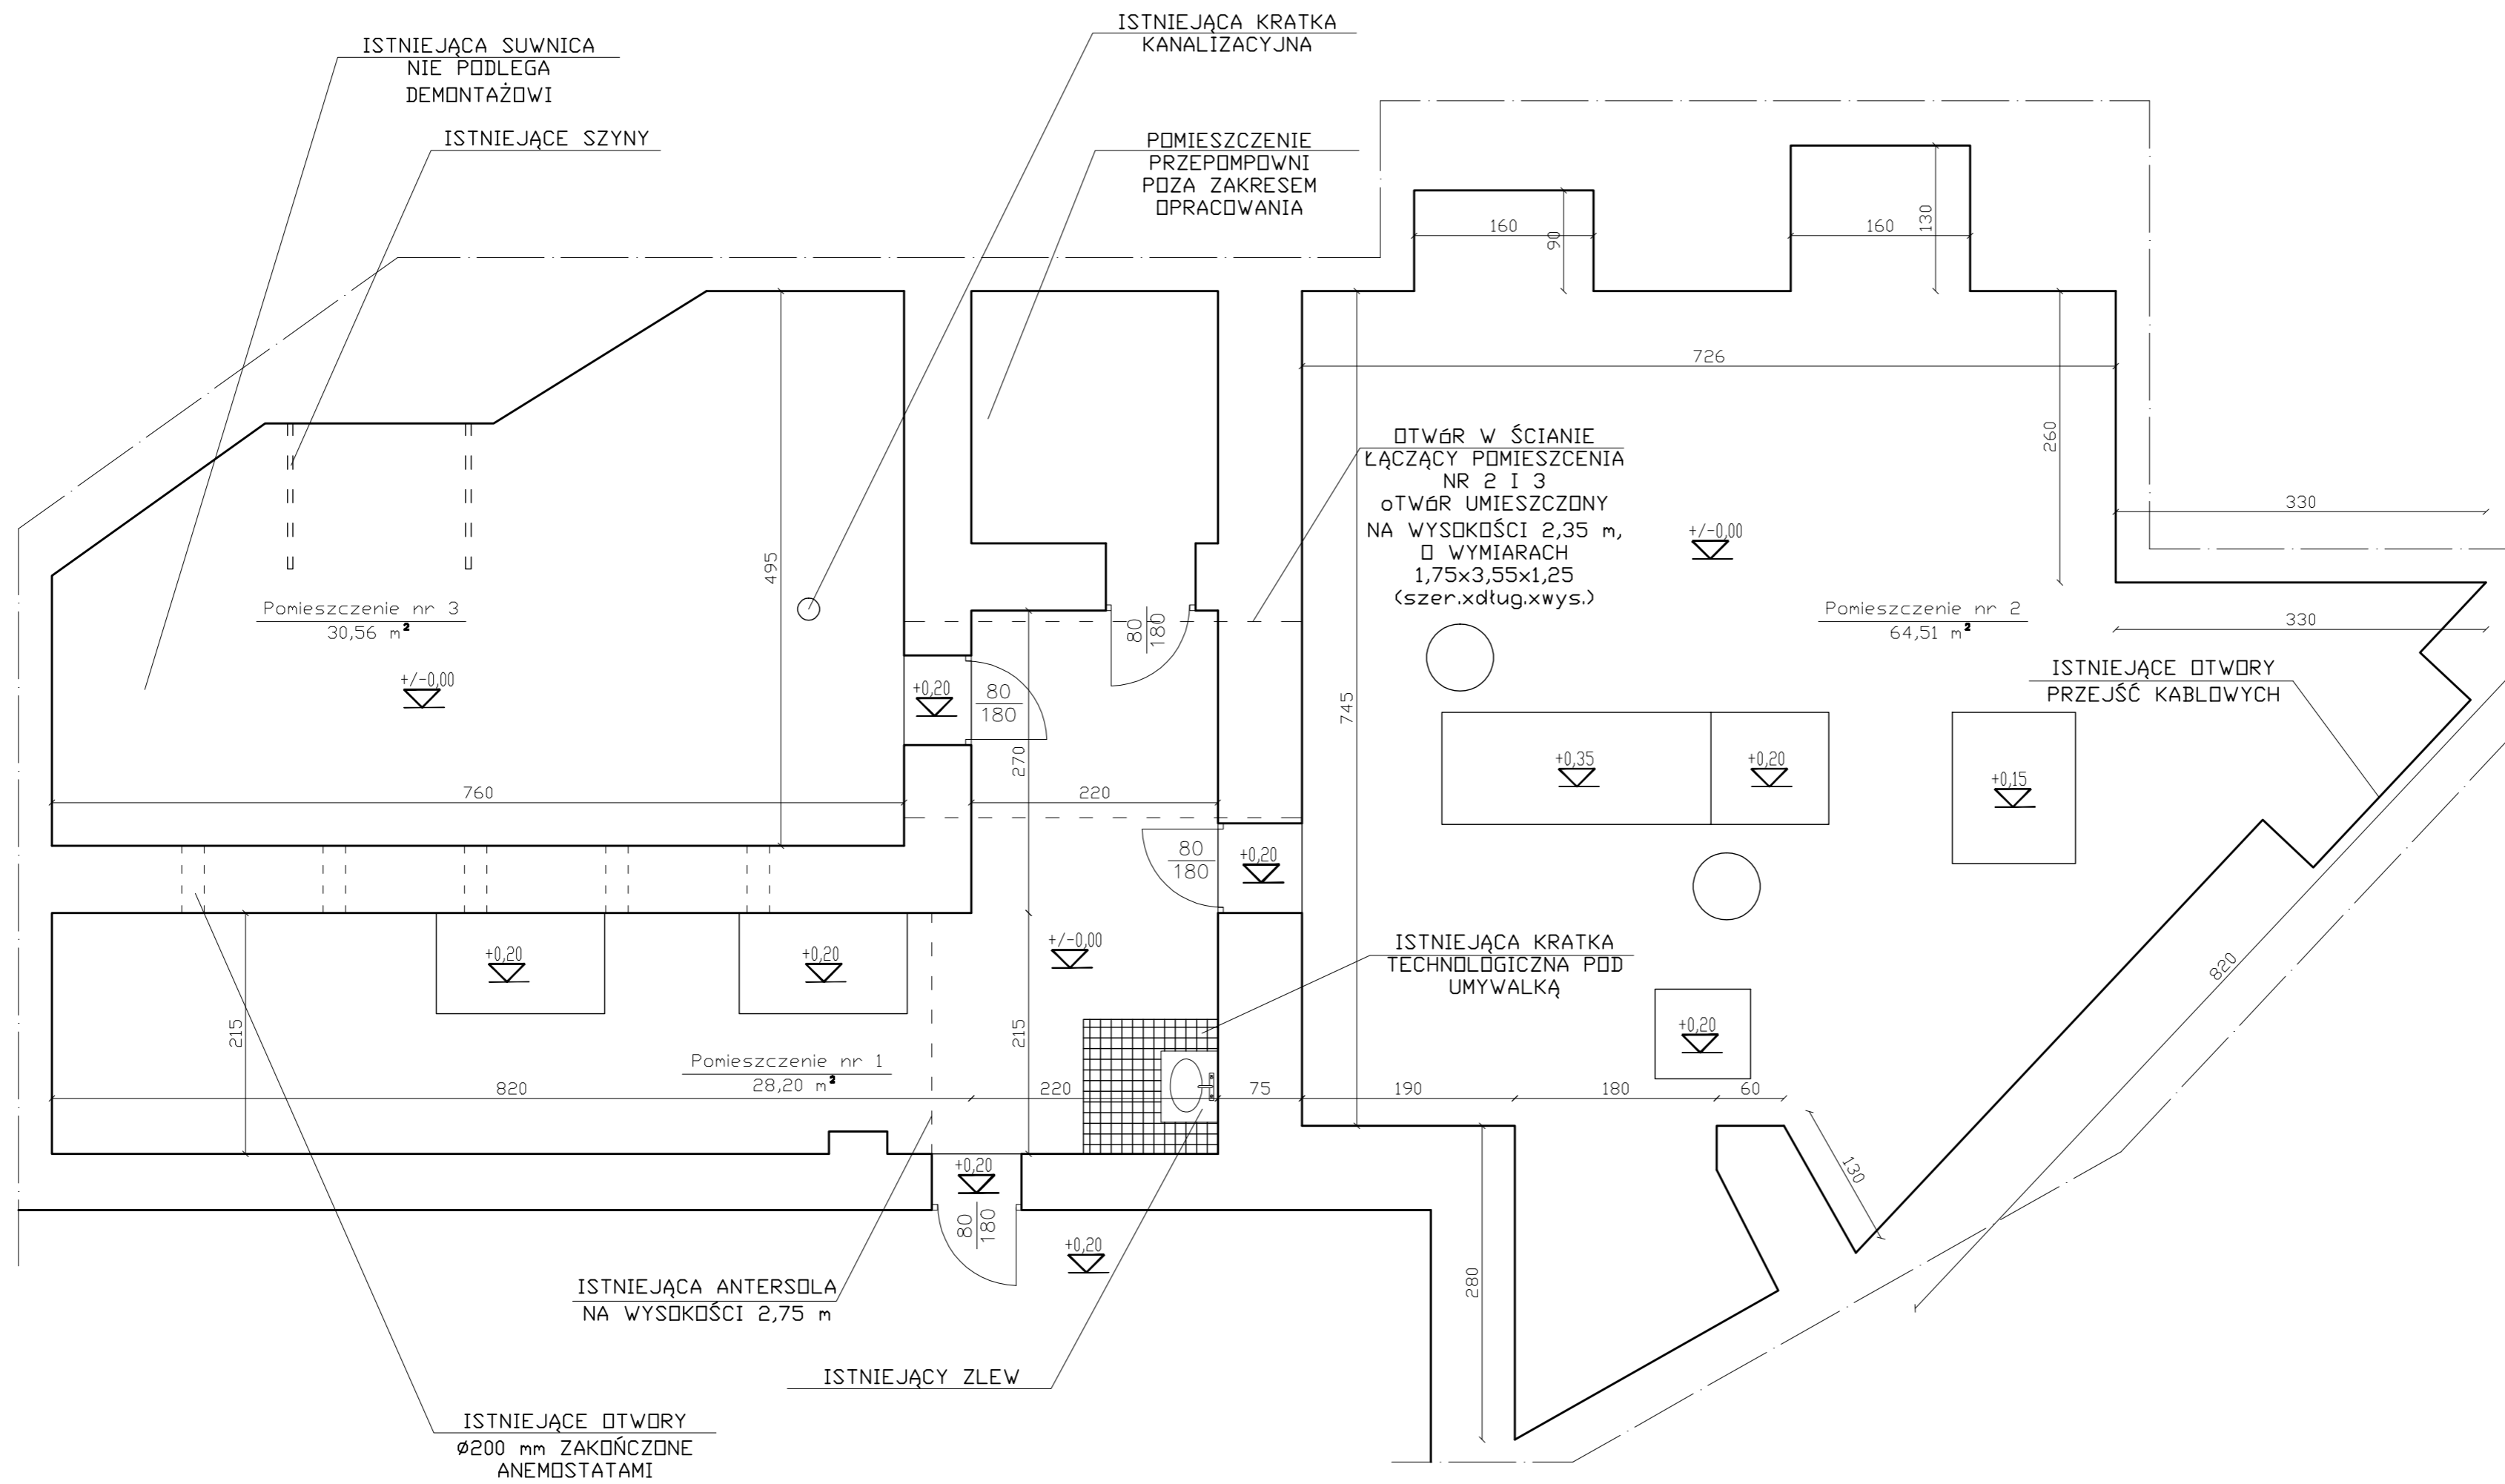 ISTNIEJĄCA SUWNICA
NIE PODLEGA
DEMONTAŻOWI
ISTNIEJĄCE SZYNY
ISTNIEJĄCA KRATKA
KANALIZACYJNA
POMIESZCZENIE
PRZEPOMPOWNI
POZA ZAKRESEM
OPRACOWANIA
160
90
160
130
726
260
330
330
OTWóR W ŚCIANIE
ŁĄCZĄCY POMIESZCENIA
NR 2 I 3
oTWóR UMIESZCZONY
NA WYSOKOŚCI 2,35 m,
O WYMIARACH
1,75x3,55x1,25
(szer.xdług.xwys.)
+/-0,00
Pomieszczenie nr 3
30,56 m²
+/-0,00
495
80
180
+0,20
80
180
Pomieszczenie nr 2
64,51 m²
ISTNIEJĄCE OTWORY
PRZEJŚĆ KABLOWYCH
745
270
760
220
+0,35
+0,20
+0,15
80
180
+0,20
+0,20
+0,20
+/-0,00
ISTNIEJĄCA KRATKA
TECHNOLOGICZNA POD
UMYWALKĄ
820
215
215
+0,20
Pomieszczenie nr 1
28,20 m²
820
220
75
190
180
60
130
+0,20
80
180
+0,20
280
ISTNIEJĄCA ANTERSOLA
NA WYSOKOŚCI 2,75 m
ISTNIEJĄCY ZLEW
ISTNIEJĄCE OTWORY
Ø200 mm ZAKOŃCZONE
ANEMOSTATAMI